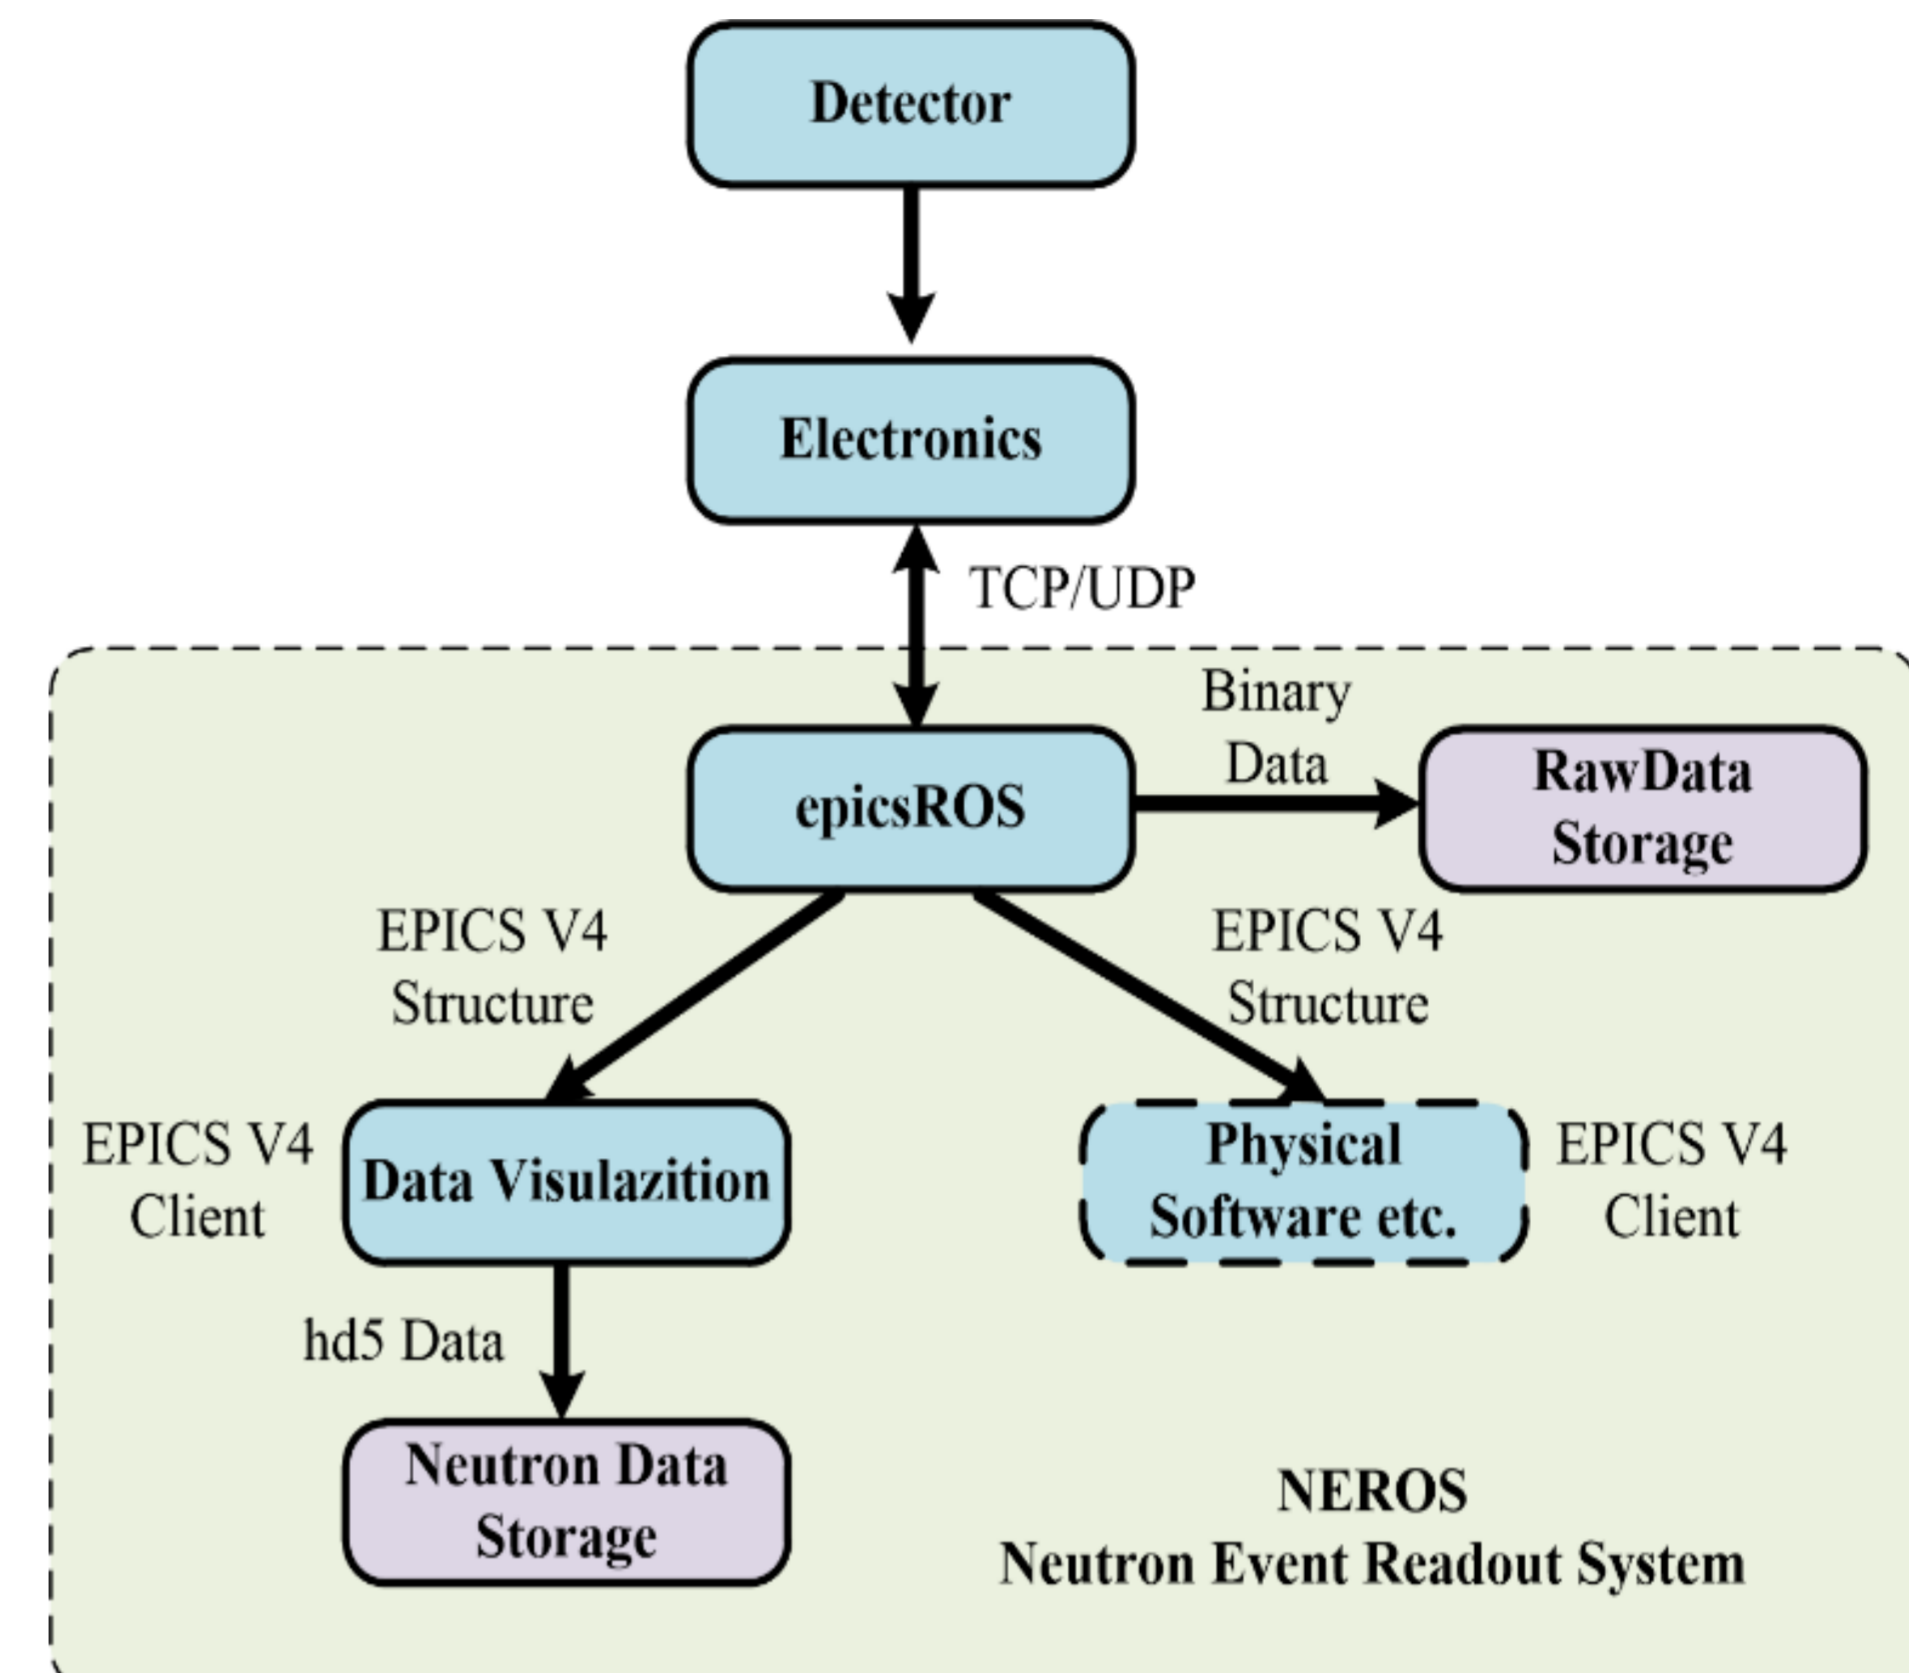 Detector
Electronics
TCP/UDP
Binary
Data
epicsROS
RawData
Storage
EPICS V4
Structure
EPICS V4
Structure
EPICS V4
Client
Data Visulazition
Physical
Software etc.
EPICS V4
Client
hd5 Data
Neutron Data
Storage
NEROS
Neutron Event Readout System